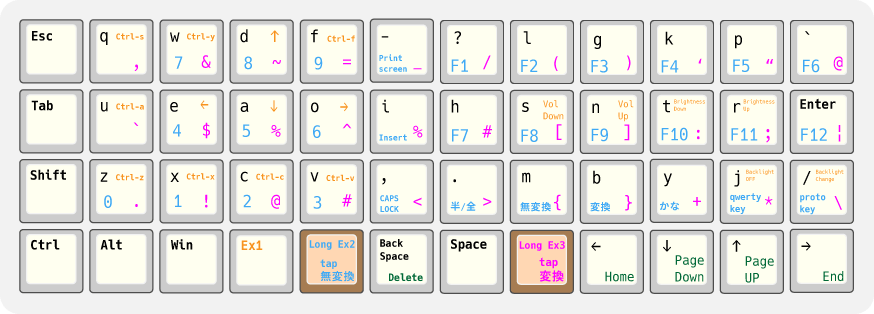 Esc
q Ctrl-s
,
w Ctrl-y
7 &
d ↑
8 ~
f Ctrl-f
9 =
-
Print
screen _
?
F1 /
l
F2 (
g
F3 )
k
F4 ‘
p
F5 “
`
F6 @
Tab
u Ctrl-a
`
e ←
4 $
a ↓
5 %
o →
6 ^
i
Insert %
h
F7 #
s Vol
Down
F8 [
n Vol
Up
F9 ]
t Brightness
Down
F10 :
r Brightness
Up
F11 ;
Enter
F12 ¦
Shift
z Ctrl-z
0 .
x Ctrl-x
1 !
c Ctrl-c
2 @
v Ctrl-v
3 #
,
CAPS
LOCK <
.
半/全 >
m
無変換 {
b
変換 }
y
かな +
j Backlight
OFF
qwerty
key *
/ Backlight
Change
proto
key \
Ctrl
Alt
Win
Ex1
Long Ex2
tap
無変換
Back
Space
Delete
Space
Long Ex3
tap
変換
←
Home
↓
Page
Down
↑
Page
UP
→
End